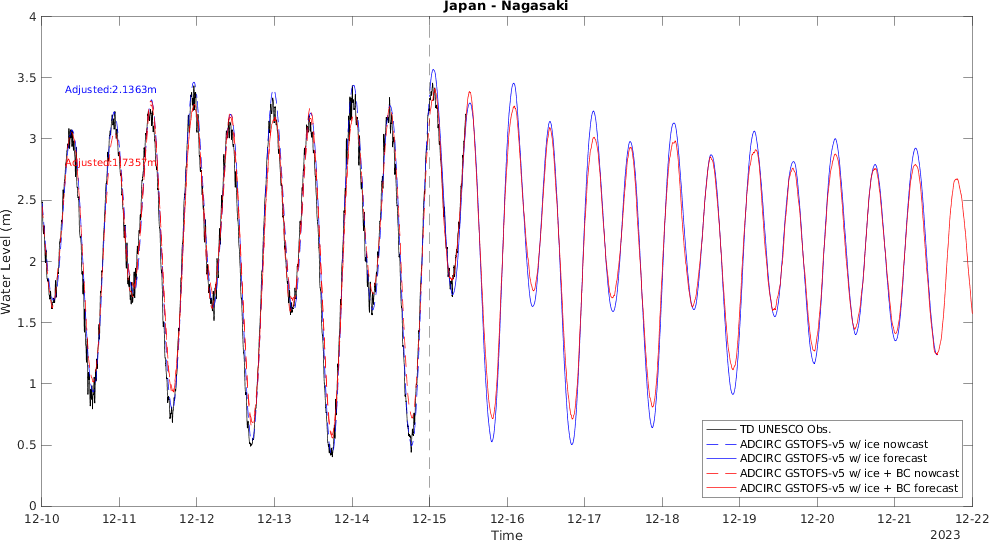 Japan - Nagasaki
4
3.5
3
2.5
2
1.5
1
0.5
0
Water Level (m)
Adjusted:2.1363m
Adjusted:1.7357m
TD UNESCO Obs.
ADCIRC GSTOFS-v5 w/ ice nowcast
ADCIRC GSTOFS-v5 w/ ice forecast
ADCIRC GSTOFS-v5 w/ ice + BC nowcast
ADCIRC GSTOFS-v5 w/ ice + BC forecast
12-10 12-11 12-12 12-13 12-14 12-15 12-16 12-17 12-18 12-19 12-20 12-21 12-22
Time
2023